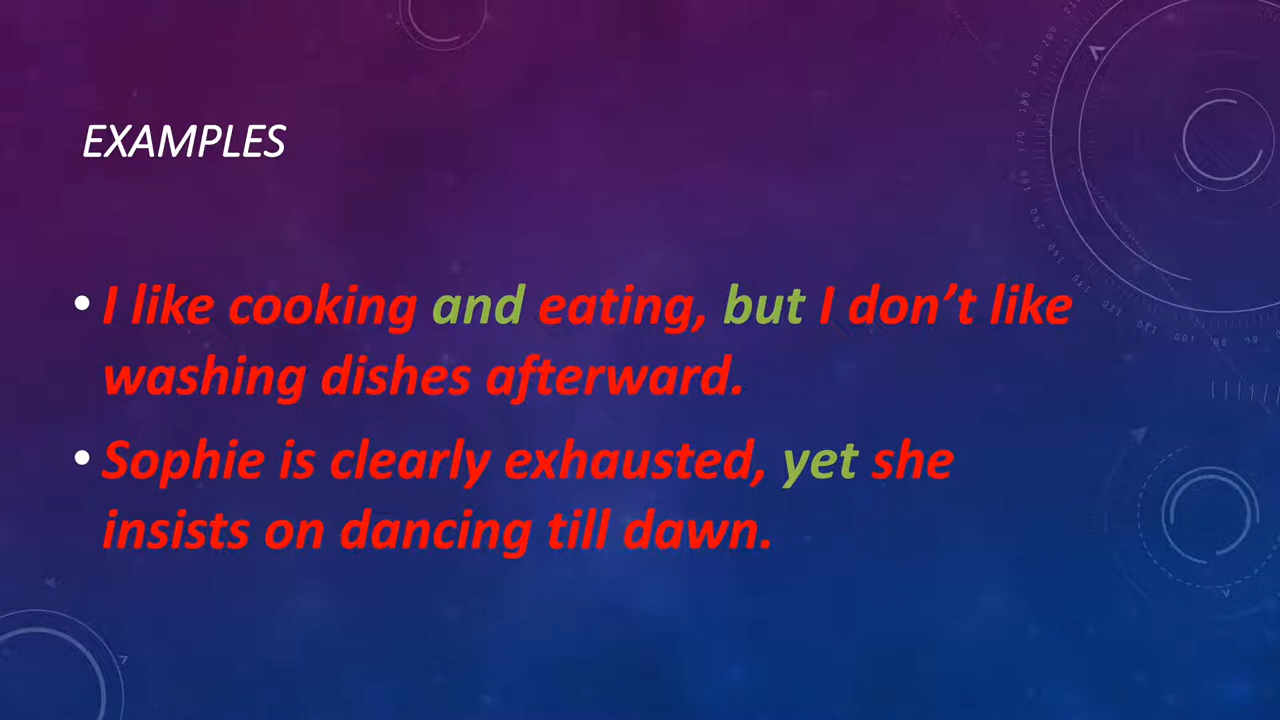 EXAMPLES
• I like cooking and eating, but I don’t like
washing dishes afterward.
• Sophie is clearly exhausted, yet she
insists on dancing till dawn.